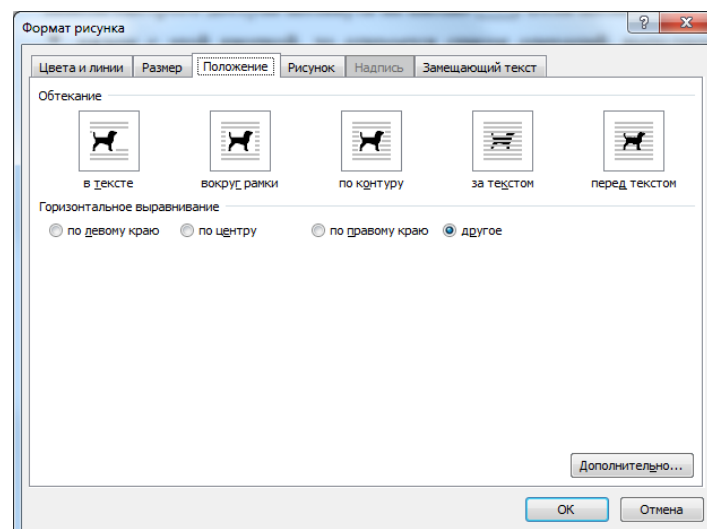 Формат рисунка
Цвета и линии Размер Положение Рисунок Надпись Замещающий текст
Обтекание
в тексте вокруг рамки по контуру за текстом перед текстом
Горизонтальное выравнивание
по левому краю по центру по правому краю другое
Дополнительно...
ОК Отмена